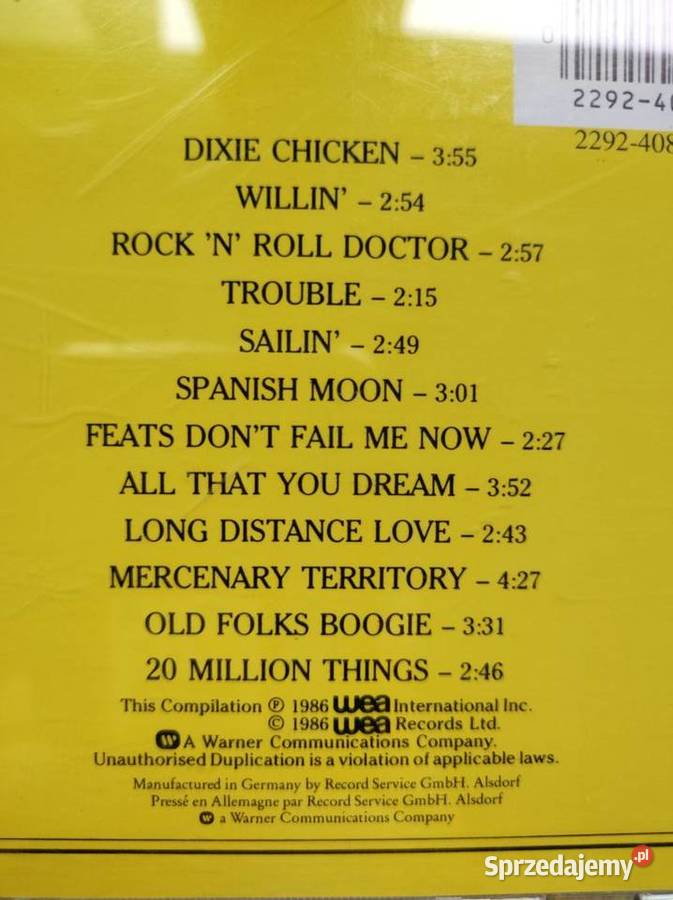 0
2292-40
2292-408
DIXIE CHICKEN – 3:55
WILLIN' – 2:54
ROCK 'N' ROLL DOCTOR – 2:57
TROUBLE – 2:15
SAILIN' – 2:49
SPANISH MOON – 3:01
FEATS DON'T FAIL ME NOW – 2:27
ALL THAT YOU DREAM – 3:52
LONG DISTANCE LOVE – 2:43
MERCENARY TERRITORY – 4:27
OLD FOLKS BOOGIE – 3:31
20 MILLION THINGS – 2:46
This Compilation ℗ 1986 wea International Inc.
© 1986 wea Records Ltd.
A Warner Communications Company.
Unauthorised Duplication is a violation of applicable laws.
Manufactured in Germany by Record Service GmbH. Alsdorf
Pressé en Allemagne par Record Service GmbH. Alsdorf
a Warner Communications Company
Sprzedajemy.pl